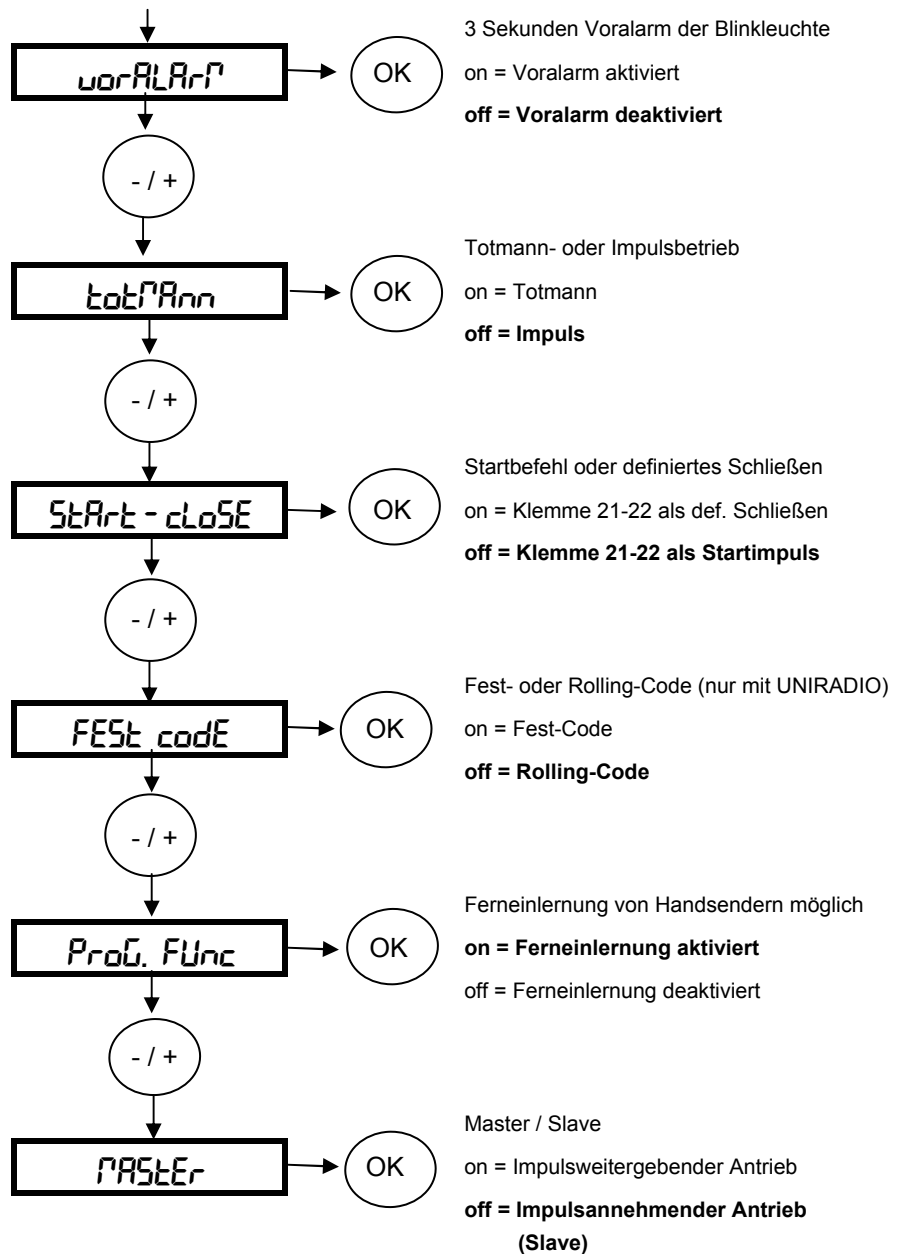 3 Sekunden Voralarm der Blinkleuchte
vorALArM
OK
on = Voralarm aktiviert
off = Voralarm deaktiviert
- / +
Totmann- oder Impulsbetrieb
totMAnn
OK
on = Totmann
off = Impuls
- / +
Startbefehl oder definiertes Schließen
StArt - cLoSE
OK
on = Klemme 21-22 als def. Schließen
off = Klemme 21-22 als Startimpuls
- / +
Fest- oder Rolling-Code (nur mit UNIRADIO)
FESt codE
OK
on = Fest-Code
off = Rolling-Code
- / +
Ferneinlernung von Handsendern möglich
ProG. FUnc
OK
on = Ferneinlernung aktiviert
off = Ferneinlernung deaktiviert
- / +
Master / Slave
MAStEr
OK
on = Impulsweitergebender Antrieb
off = Impulsannehmender Antrieb
(Slave)